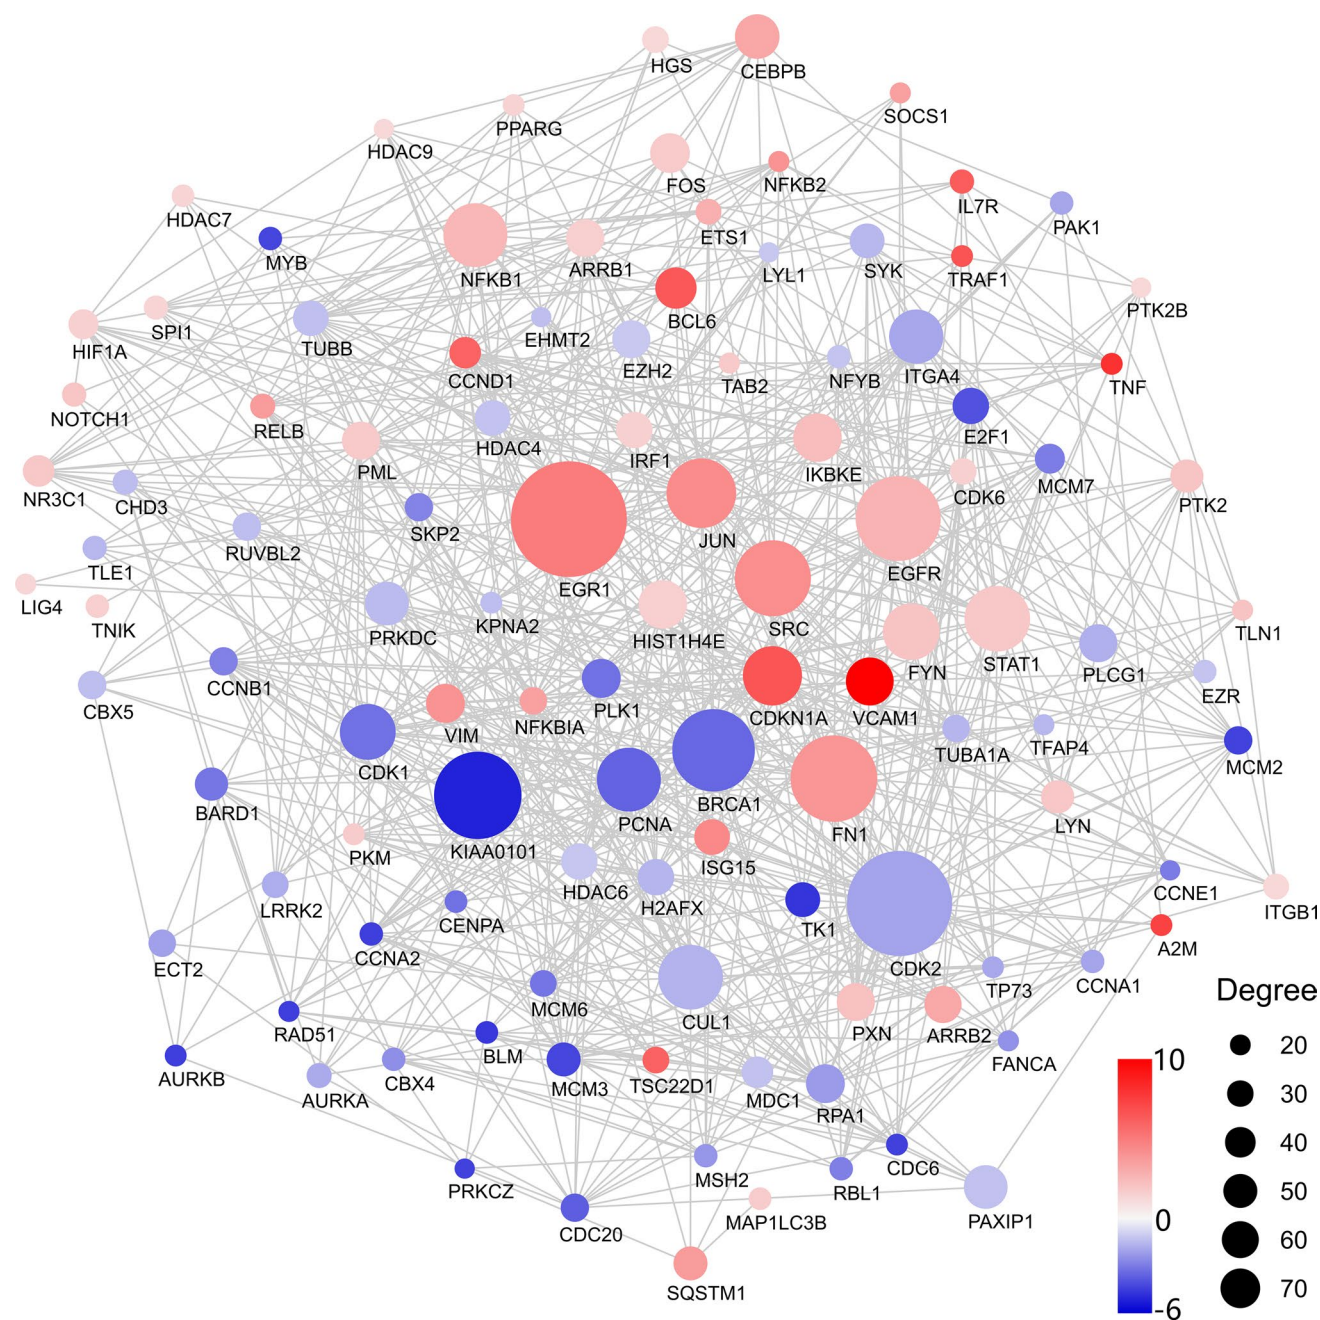 HGS
CEBPB
SOCS1
PPARG
HDAC9
FOS
NFKB2
IL7R
HDAC7
PAK1
MYB
NFKB1
ARRB1
ETS1
LYL1
SYK
TRAF1
BCL6
PTK2B
SPI1
HIF1A
TUBB
EHMT2
EZH2
TAB2
NFYB
ITGA4
CCND1
TNF
NOTCH1
RELB
HDAC4
E2F1
IRF1
IKBKE
PML
CDK6
MCM7
NR3C1
CHD3
PTK2
SKP2
JUN
RUVBL2
EGFR
TLE1
EGR1
LIG4
TNIK
PRKDC
KPNA2
HIST1H4E
SRC
TLN1
FYN
STAT1
PLCG1
CCNB1
EZR
CBX5
PLK1
CDKN1A
VCAM1
VIM
NFKBIA
TUBA1A
TFAP4
MCM2
CDK1
BRCA1
BARD1
PCNA
FN1
LYN
KIAA0101
PKM
ISG15
HDAC6
CCNE1
LRRK2
H2AFX
ITGB1
CENPA
TK1
A2M
CCNA2
ECT2
CDK2
TP73
CCNA1
Degree
MCM6
CUL1
PXN
ARRB2
RAD51
20
BLM
FANCA
10
AURKB
CBX4
MCM3
TSC22D1
30
AURKA
MDC1
RPA1
40
CDC6
MSH2
PRKCZ
RBL1
50
MAP1LC3B
PAXIP1
0
CDC20
60
SQSTM1
70
-6